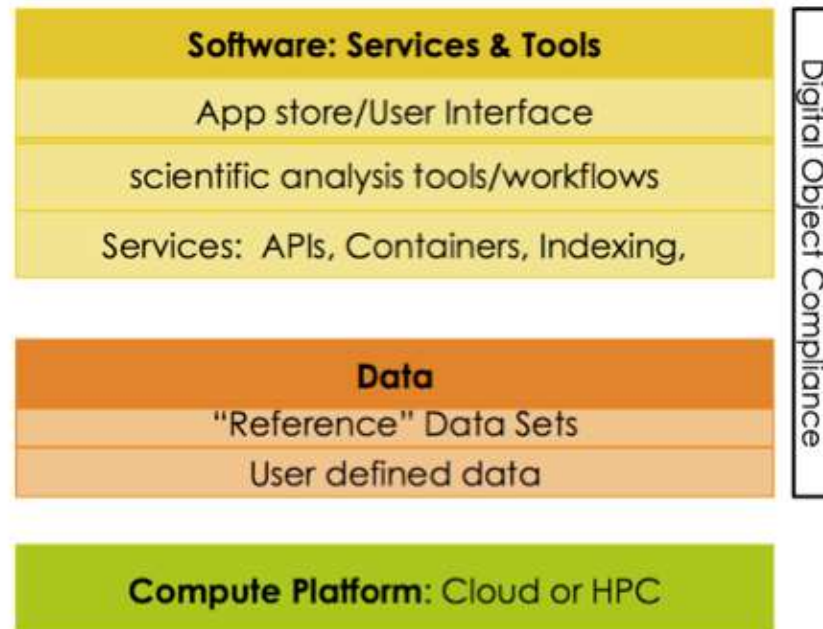 Software: Services & Tools
App store/User Interface
scientific analysis tools/workflows
Services:  APIs, Containers, Indexing,
Data
“Reference” Data Sets
User defined data
Compute Platform: Cloud or HPC
Digital Object Compliance